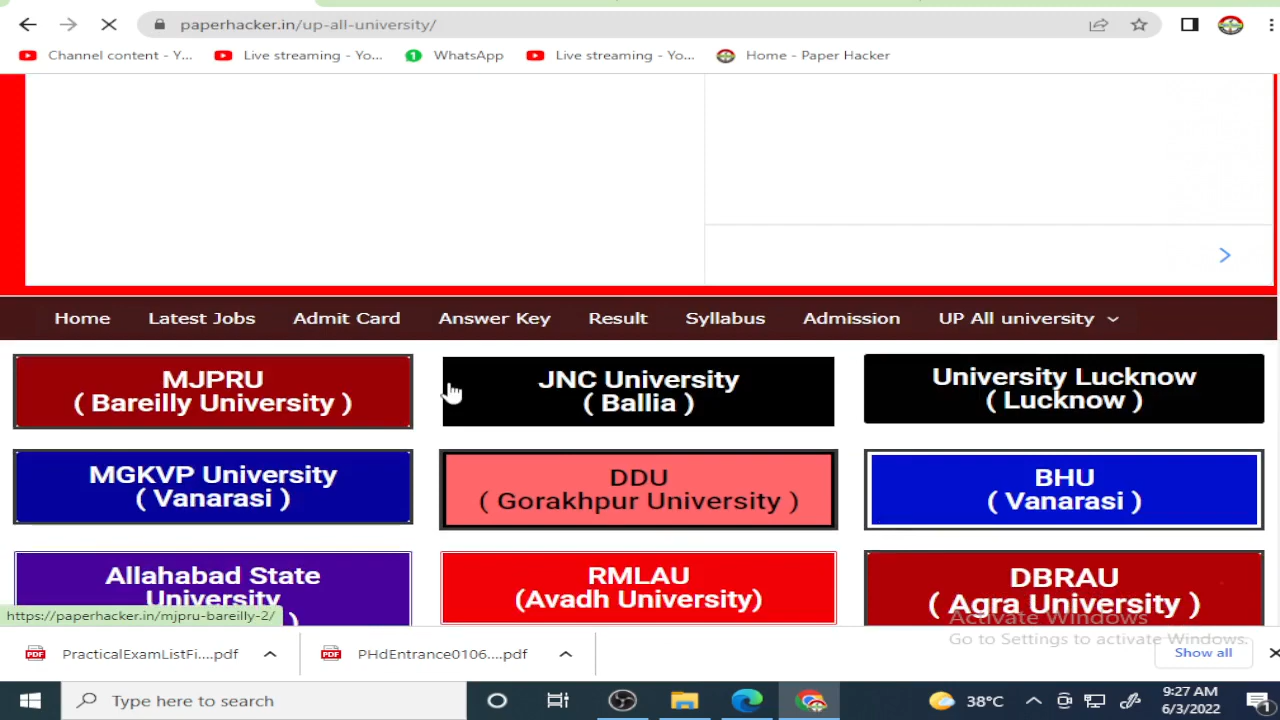 paperhacker.in/up-all-university/
Channel content - Y... Live streaming - Yo... WhatsApp Live streaming - Yo... Home - Paper Hacker
Home Latest Jobs Admit Card Answer Key Result Syllabus Admission UP All university
MJPRU
( Bareilly University )
JNC University
( Ballia )
University Lucknow
( Lucknow )
MGKVP University
( Vanarasi )
DDU
( Gorakhpur University )
BHU
( Vanarasi )
Allahabad State
University
)
RMLAU
(Avadh University)
DBRAU
( Agra University )
https://paperhacker.in/mjpru-bareilly-2/
Activate Windows
Go to Settings to activate Windows.
PracticalExamListFi....pdf PHdEntrance0106....pdf Show all
Type here to search
38°C
9:27 AM
6/3/2022
1